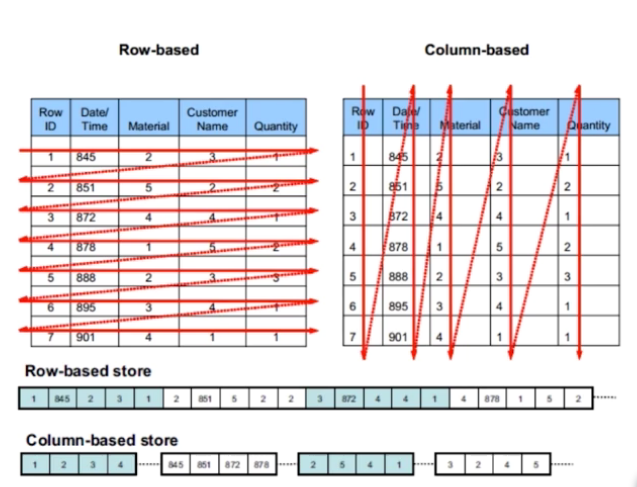 Row-based
Column-based
Row ID Date/ Time Material Customer Name Quantity
1 845 2 3 1
2 851 5 2 2
3 872 4 4 1
4 878 1 5 2
5 888 2 3 3
6 895 3 4 1
7 901 4 1 1
Row ID Date/ Time Material Customer Name Quantity
1 845 2 3 1
2 851 5 2 2
3 872 4 4 1
4 878 1 5 2
5 888 2 3 3
6 895 3 4 1
7 901 4 1 1
Row-based store
1 845 2 3 1 2 851 5 2 2 3 872 4 4 1 4 878 1 5 2
Column-based store
1 2 3 4 845 851 872 878 2 5 4 1 3 2 4 5